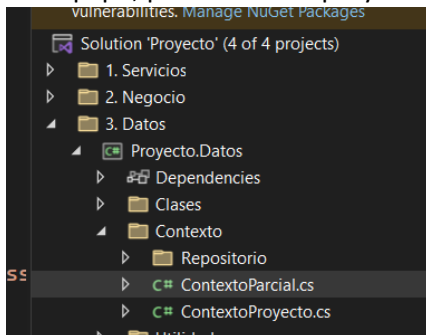 vulnerabilities. Manage NuGet Packages
Solution 'Proyecto' (4 of 4 projects)
1. Servicios
2. Negocio
3. Datos
C# Proyecto.Datos
Dependencies
Clases
Contexto
Repositorio
C# ContextoParcial.cs
C# ContextoProyecto.cs